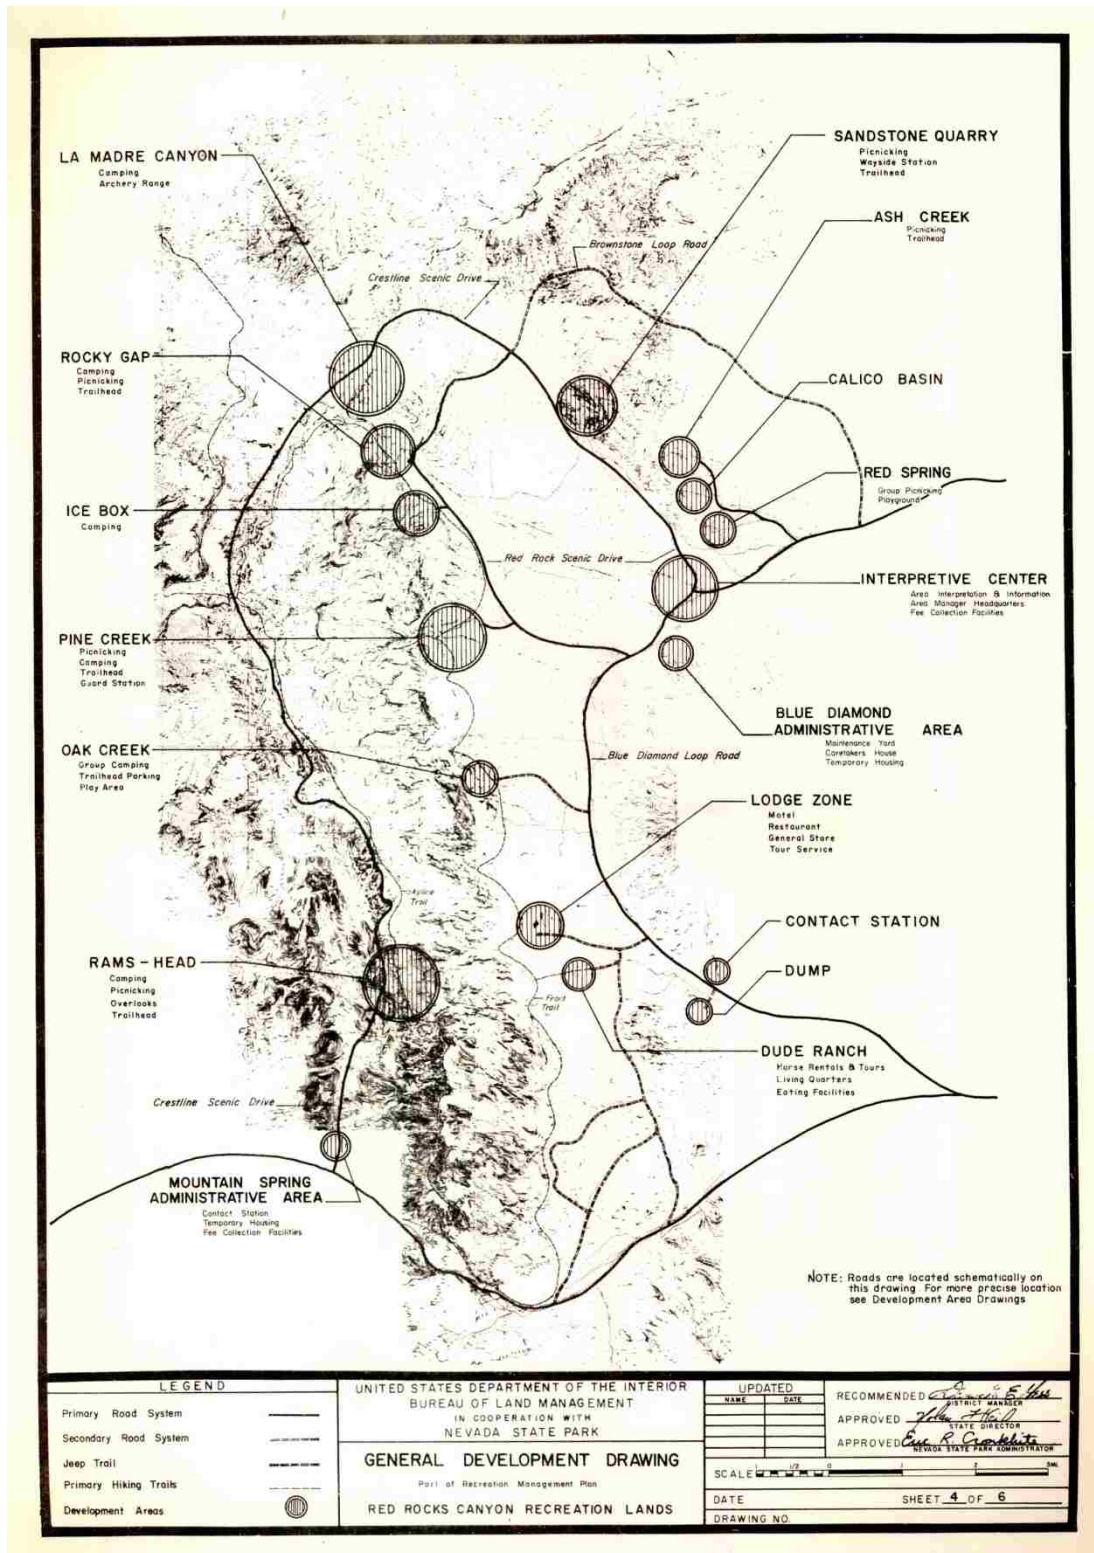 LA MADRE CANYON
Camping
Archery Range
SANDSTONE QUARRY
Picnicking
Wayside Station
Trailhead
ASH CREEK
Picnicking
Trailhead
Brownstone Loop Road
Crestline Scenic Drive
ROCKY GAP
Camping
Picnicking
Trailhead
CALICO BASIN
RED SPRING
Group Picnicking
Playground
ICE BOX
Camping
Red Rock Scenic Drive
INTERPRETIVE CENTER
Area Interpretation & Information
Area Manager Headquarters
Fee Collection Facilities
PINE CREEK
Picnicking
Camping
Trailhead
Guard Station
BLUE DIAMOND
ADMINISTRATIVE AREA
Maintenance Yard
Caretakers House
Temporary Housing
OAK CREEK
Group Camping
Trailhead Parking
Play Area
Blue Diamond Loop Road
LODGE ZONE
Motel
Restaurant
General Store
Tour Service
Skyline
Trail
CONTACT STATION
RAMS-HEAD
Camping
Picnicking
Overlooks
Trailhead
DUMP
Trail
DUDE RANCH
Horse Rentals & Tours
Living Quarters
Eating Facilities
Crestline Scenic Drive
MOUNTAIN SPRING
ADMINISTRATIVE AREA
Contact Station
Temporary Housing
Fee Collection Facilities
NOTE: Roads are located schematically on
this drawing. For more precise location
see Development Area Drawings
LEGEND
Primary Road System
Secondary Road System
Jeep Trail
Primary Hiking Trails
Development Areas
UNITED STATES DEPARTMENT OF THE INTERIOR
BUREAU OF LAND MANAGEMENT
IN COOPERATION WITH
NEVADA STATE PARK
GENERAL DEVELOPMENT DRAWING
Part of Recreation Management Plan
RED ROCKS CANYON RECREATION LANDS
UPDATED
NAME DATE
RECOMMENDED
DISTRICT MANAGER
APPROVED
STATE DIRECTOR
APPROVED Eric R. Cronkhite
NEVADA STATE PARK ADMINISTRATOR
SCALE 1 1/2 0 1 2 3MI.
DATE SHEET 4 OF 6
DRAWING NO.